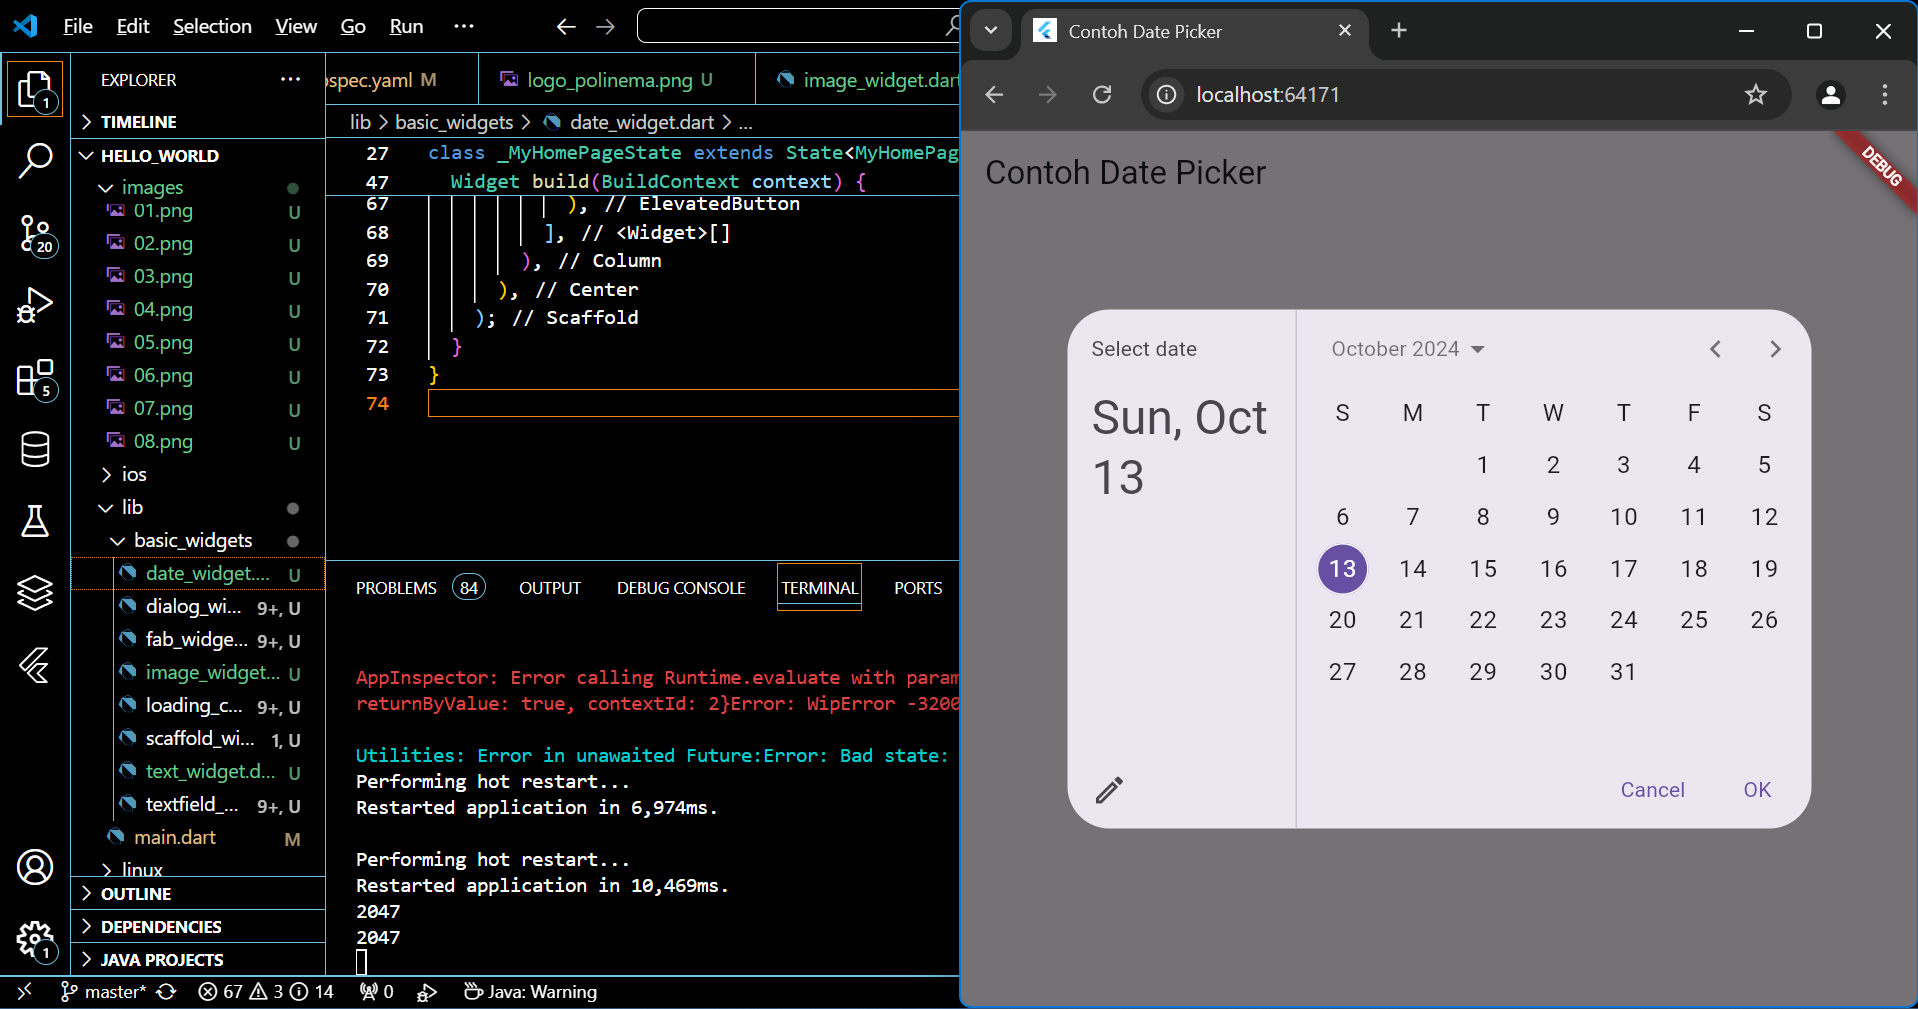 File Edit Selection View Go Run ···
EXPLORER ···
TIMELINE
HELLO_WORLD
images
01.png U
02.png U
03.png U
04.png U
05.png U
06.png U
07.png U
08.png U
ios
lib
basic_widgets
date_widget.... U
dialog_wi... 9+, U
fab_widge... 9+, U
image_widget... U
loading_c... 9+, U
scaffold_wi... 1, U
text_widget.d... U
textfield_... 9+, U
main.dart M
linux
OUTLINE
DEPENDENCIES
JAVA PROJECTS
1
20
5
1
spec.yaml M
logo_polinema.png U
image_widget.dart
lib > basic_widgets > date_widget.dart > ...
27 class _MyHomePageState extends State<MyHomePag
47 Widget build(BuildContext context) {
67 ), // ElevatedButton
68 ], // <Widget>[]
69 ), // Column
70 ), // Center
71 ); // Scaffold
72 }
73 }
74
PROBLEMS 84 OUTPUT DEBUG CONSOLE TERMINAL PORTS
AppInspector: Error calling Runtime.evaluate with param
returnByValue: true, contextId: 2}Error: WipError -3200
Utilities: Error in unawaited Future:Error: Bad state:
Performing hot restart...
Restarted application in 6,974ms.
Performing hot restart...
Restarted application in 10,469ms.
2047
2047
master* 67 3 14 0 Java: Warning
Contoh Date Picker
localhost:64171
Contoh Date Picker
DEBUG
Select date
Sun, Oct
13
October 2024
S M T W T F S
1 2 3 4 5
6 7 8 9 10 11 12
13 14 15 16 17 18 19
20 21 22 23 24 25 26
27 28 29 30 31
Cancel OK